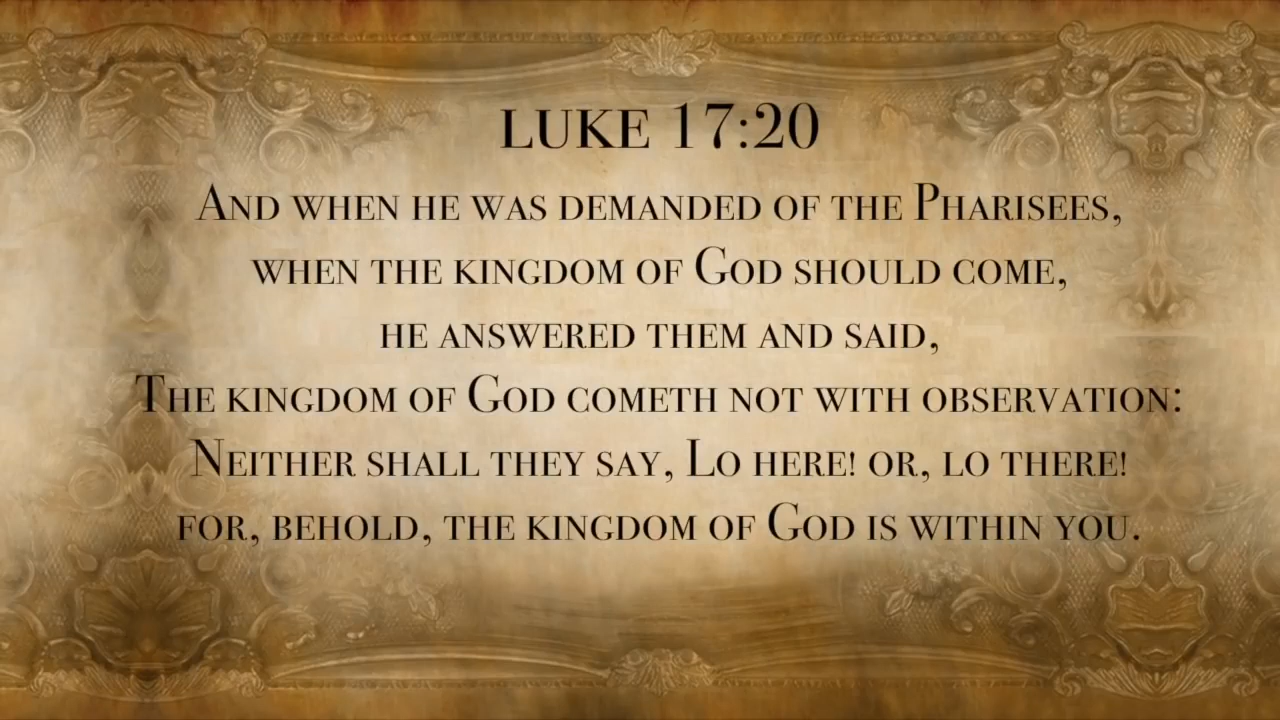 LUKE 17:20
And when he was demanded of the Pharisees,
when the kingdom of God should come,
he answered them and said,
The kingdom of God cometh not with observation:
Neither shall they say, Lo here! or, lo there!
for, behold, the kingdom of God is within you.